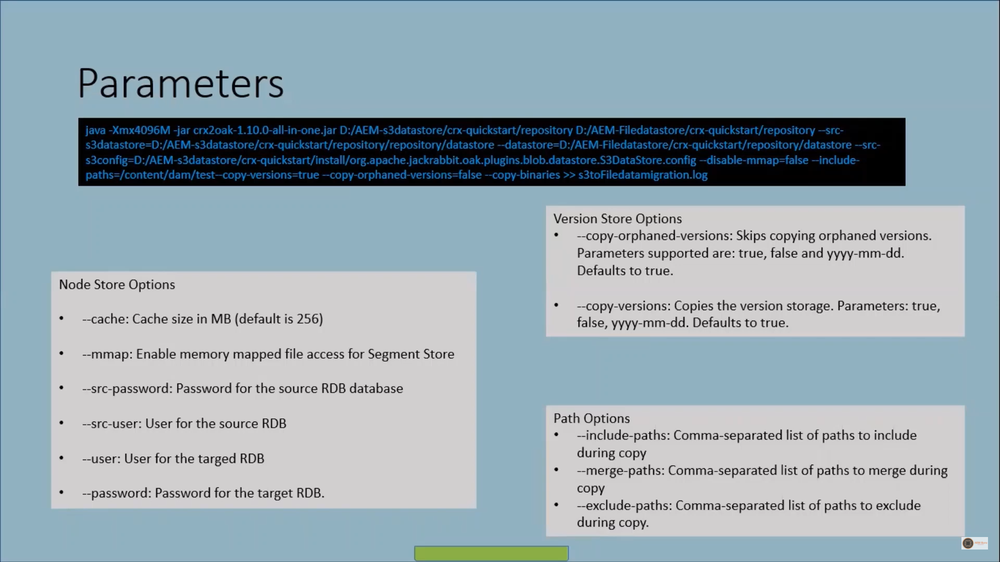 Parameters
java -Xmx4096M -jar crx2oak-1.10.0-all-in-one.jar D:/AEM-s3datastore/crx-quickstart/repository D:/AEM-Filedatastore/crx-quickstart/repository --src-
s3datastore=D:/AEM-s3datastore/crx-quickstart/repository/repository/datastore --datastore=D:/AEM-Filedatastore/crx-quickstart/repository/datastore --src-
s3config=D:/AEM-s3datastore/crx-quickstart/install/org.apache.jackrabbit.oak.plugins.blob.datastore.S3DataStore.config --disable-mmap=false --include-
paths=/content/dam/test--copy-versions=true --copy-orphaned-versions=false --copy-binaries >> s3toFiledatamigration.log
Node Store Options
• --cache: Cache size in MB (default is 256)
• --mmap: Enable memory mapped file access for Segment Store
• --src-password: Password for the source RDB database
• --src-user: User for the source RDB
• --user: User for the targed RDB
• --password: Password for the target RDB.
Version Store Options
• --copy-orphaned-versions: Skips copying orphaned versions.
Parameters supported are: true, false and yyyy-mm-dd.
Defaults to true.
• --copy-versions: Copies the version storage. Parameters: true,
false, yyyy-mm-dd. Defaults to true.
Path Options
• --include-paths: Comma-separated list of paths to include
during copy
• --merge-paths: Comma-separated list of paths to merge during
copy
• --exclude-paths: Comma-separated list of paths to exclude
during copy.